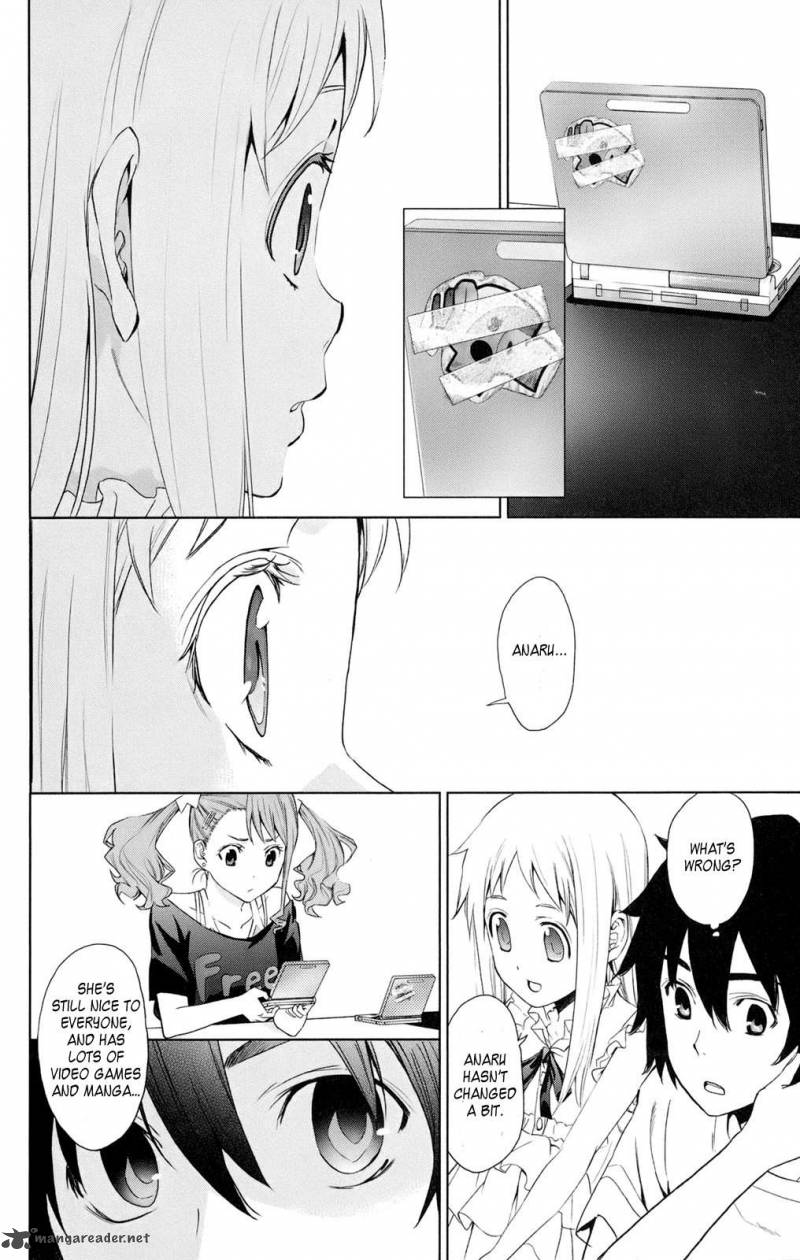 ANARU...
WHAT'S
WRONG?
ANARU
HASN'T
CHANGED
A BIT.
Free
SHE'S
STILL NICE TO
EVERYONE,
AND HAS
LOTS OF
VIDEO GAMES
AND MANGA...
mangareader.net